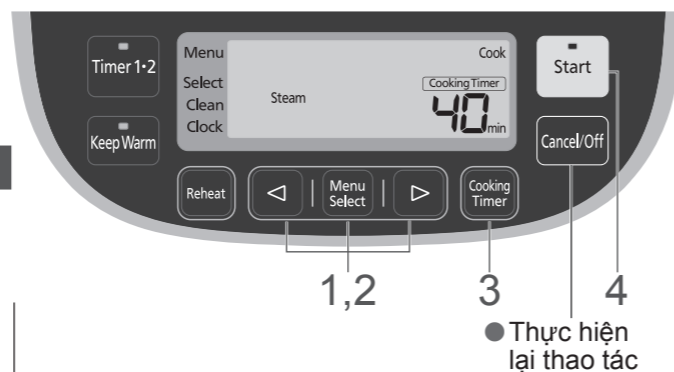 Timer 1•2
Menu
Cook
Start
Select
Cooking Timer
Clean
Steam
40 min
Clock
Keep Warm
Cancel/Off
Reheat
◁ | Menu Select | ▷
Cooking Timer
1,2
3
4
● Thực hiện
lại thao tác